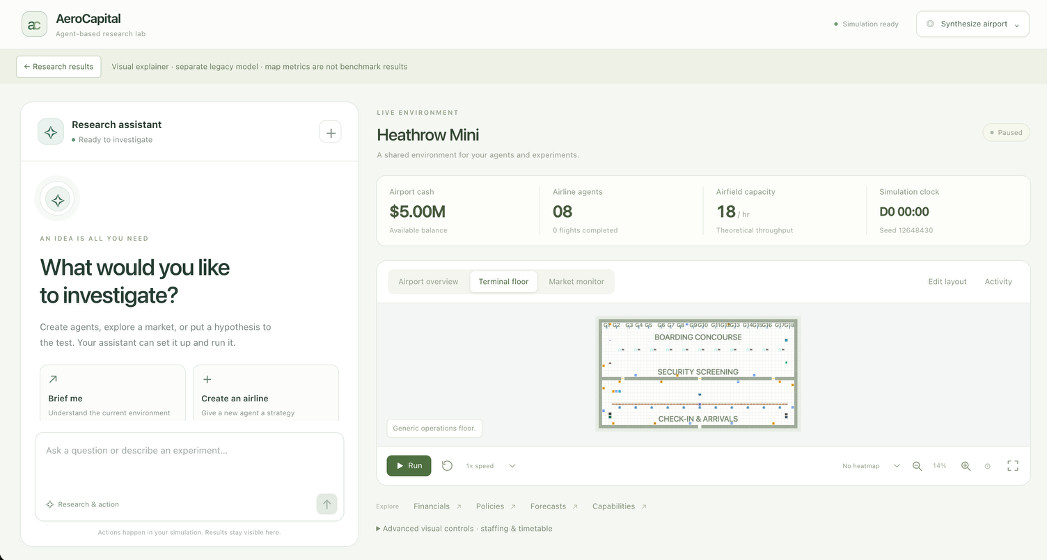 ac
AeroCapital
Agent-based research lab
Simulation ready
Synthesize airport
← Research results
Visual explainer · separate legacy model · map metrics are not benchmark results
Research assistant
Ready to investigate
AN IDEA IS ALL YOU NEED
What would you like
to investigate?
Create agents, explore a market, or put a hypothesis to
the test. Your assistant can set it up and run it.
Brief me
Understand the current environment
Create an airline
Give a new agent a strategy
Ask a question or describe an experiment...
Research & action
Actions happen in your simulation. Results stay visible here.
LIVE ENVIRONMENT
Heathrow Mini
Paused
A shared environment for your agents and experiments.
Airport cash
$5.00M
Available balance
Airline agents
08
0 flights completed
Airfield capacity
18 / hr
Theoretical throughput
Simulation clock
D0 00:00
Seed 12648430
Airport overview
Terminal floor
Market monitor
Edit layout
Activity
BOARDING CONCOURSE
SECURITY SCREENING
CHECK-IN & ARRIVALS
Generic operations floor.
Run
1x speed
No heatmap
14%
Explore
Financials ↗
Policies ↗
Forecasts ↗
Capabilities ↗
Advanced visual controls · staffing & timetable